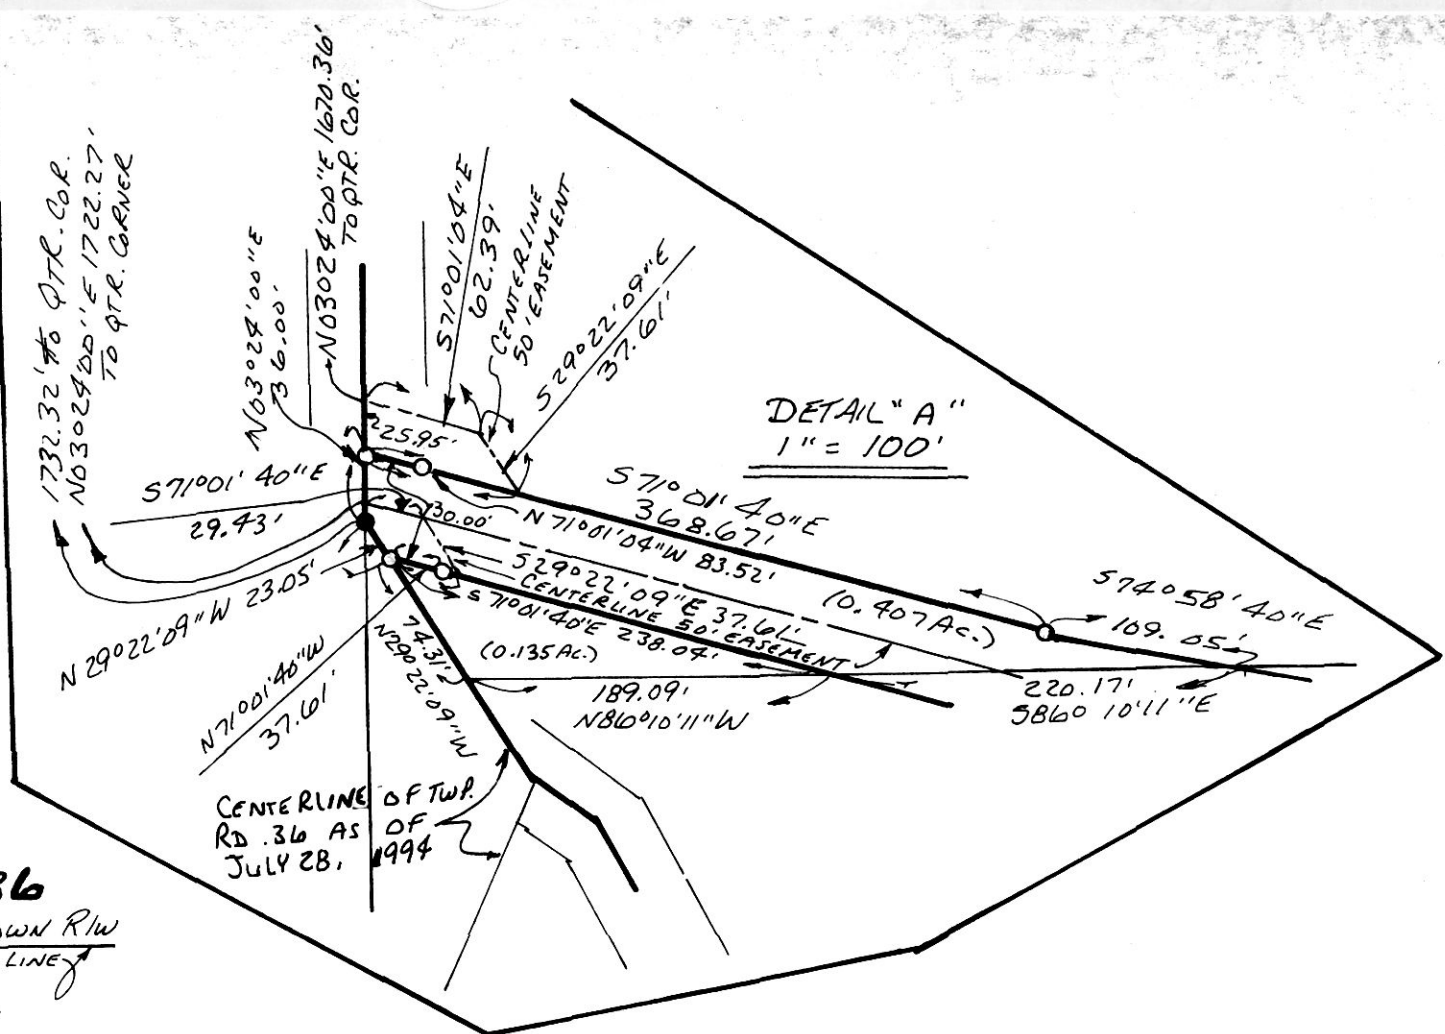 1732.32' to QTR. COR.
N03°24'00"E 1722.27'
TO QTR. CORNER
N03°24'00"E
36.00'
N03°24'00"E 1670.36'
TO QTR. COR.
S71°01'04"E
62.39'
CENTERLINE
50' EASEMENT
S29°22'09"E
37.61'
DETAIL "A"
1" = 100'
225.95'
S71°01'40"E
29.43'
30.00'
N71°01'04"W 83.52'
S71°01'40"E
368.67'
S29°22'09"E 37.61'
CENTERLINE 50' EASEMENT
S71°01'40"E 238.04'
(0.407 Ac.)
S74°58'40"E
109.05'
N29°22'09"W 23.05'
74.31'
N29°22'09"W
(0.135 Ac.)
189.09'
N86°10'11"W
220.17'
S86°10'11"E
N71°01'40"W
37.61'
CENTERLINE OF TWP.
RD. 36 AS OF
JULY 28, 1994
36
OWN R/W
LINE